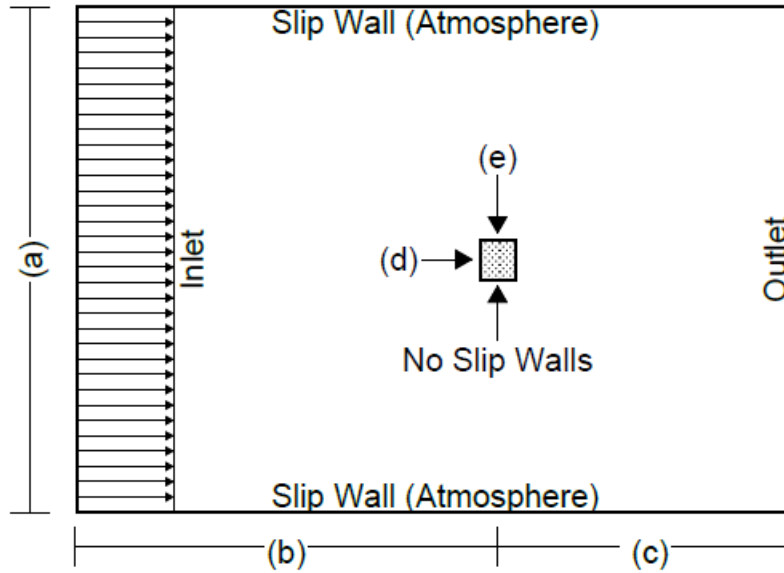 Slip Wall (Atmosphere)
(e)
(a)
Inlet
(d)
Outlet
No Slip Walls
Slip Wall (Atmosphere)
(b)
(c)